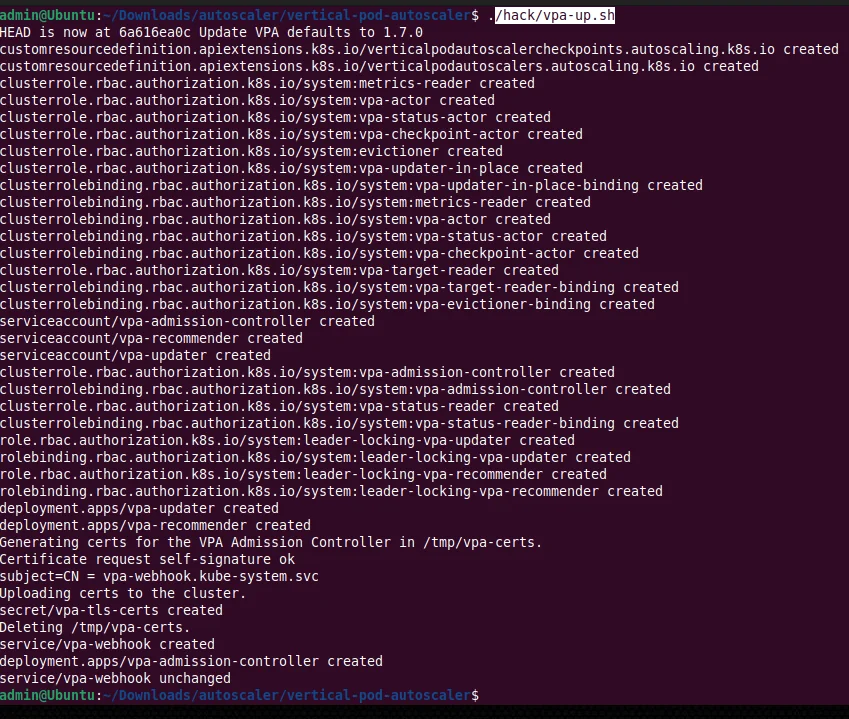 admin@Ubuntu:~/Downloads/autoscaler/vertical-pod-autoscaler$ ./hack/vpa-up.sh
HEAD is now at 6a616ea0c Update VPA defaults to 1.7.0
customresourcedefinition.apiextensions.k8s.io/verticalpodautoscalercheckpoints.autoscaling.k8s.io created
customresourcedefinition.apiextensions.k8s.io/verticalpodautoscalers.autoscaling.k8s.io created
clusterrole.rbac.authorization.k8s.io/system:metrics-reader created
clusterrole.rbac.authorization.k8s.io/system:vpa-actor created
clusterrole.rbac.authorization.k8s.io/system:vpa-status-actor created
clusterrole.rbac.authorization.k8s.io/system:vpa-checkpoint-actor created
clusterrole.rbac.authorization.k8s.io/system:evictioner created
clusterrole.rbac.authorization.k8s.io/system:vpa-updater-in-place created
clusterrolebinding.rbac.authorization.k8s.io/system:vpa-updater-in-place-binding created
clusterrolebinding.rbac.authorization.k8s.io/system:metrics-reader created
clusterrolebinding.rbac.authorization.k8s.io/system:vpa-actor created
clusterrolebinding.rbac.authorization.k8s.io/system:vpa-status-actor created
clusterrolebinding.rbac.authorization.k8s.io/system:vpa-checkpoint-actor created
clusterrole.rbac.authorization.k8s.io/system:vpa-target-reader created
clusterrolebinding.rbac.authorization.k8s.io/system:vpa-target-reader-binding created
clusterrolebinding.rbac.authorization.k8s.io/system:vpa-evictioner-binding created
serviceaccount/vpa-admission-controller created
serviceaccount/vpa-recommender created
serviceaccount/vpa-updater created
clusterrole.rbac.authorization.k8s.io/system:vpa-admission-controller created
clusterrolebinding.rbac.authorization.k8s.io/system:vpa-admission-controller created
clusterrole.rbac.authorization.k8s.io/system:vpa-status-reader created
clusterrolebinding.rbac.authorization.k8s.io/system:vpa-status-reader-binding created
role.rbac.authorization.k8s.io/system:leader-locking-vpa-updater created
rolebinding.rbac.authorization.k8s.io/system:leader-locking-vpa-updater created
role.rbac.authorization.k8s.io/system:leader-locking-vpa-recommender created
rolebinding.rbac.authorization.k8s.io/system:leader-locking-vpa-recommender created
deployment.apps/vpa-updater created
deployment.apps/vpa-recommender created
Generating certs for the VPA Admission Controller in /tmp/vpa-certs.
Certificate request self-signature ok
subject=CN = vpa-webhook.kube-system.svc
Uploading certs to the cluster.
secret/vpa-tls-certs created
Deleting /tmp/vpa-certs.
service/vpa-webhook created
deployment.apps/vpa-admission-controller created
service/vpa-webhook unchanged
admin@Ubuntu:~/Downloads/autoscaler/vertical-pod-autoscaler$